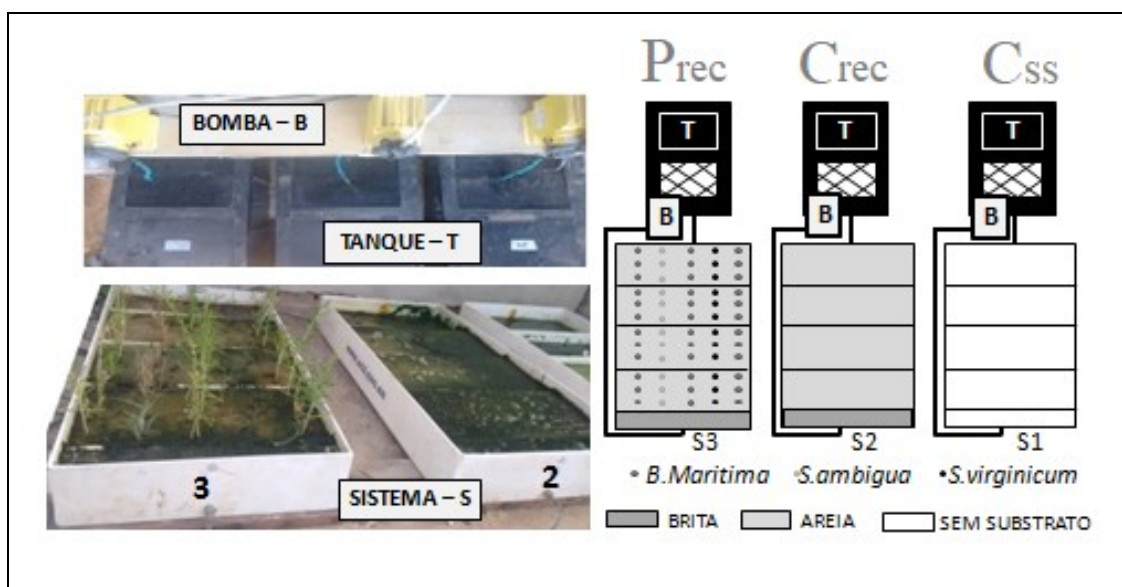 BOMBA – B
TANQUE – T
3
2
SISTEMA – S
Prec Crec Css
T T T
B B B
S3 S2 S1
B.Maritima S.ambigua S.virginicum
BRITA AREIA SEM SUBSTRATO